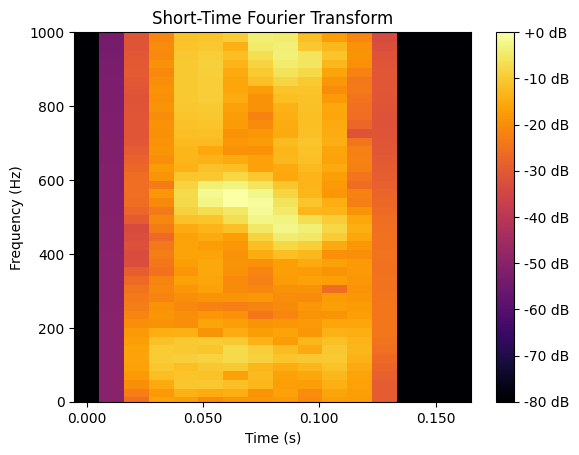 Short-Time Fourier Transform
1000
800
600
400
200
0
Frequency (Hz)
0.000
0.050
0.100
0.150
Time (s)
+0 dB
-10 dB
-20 dB
-30 dB
-40 dB
-50 dB
-60 dB
-70 dB
-80 dB